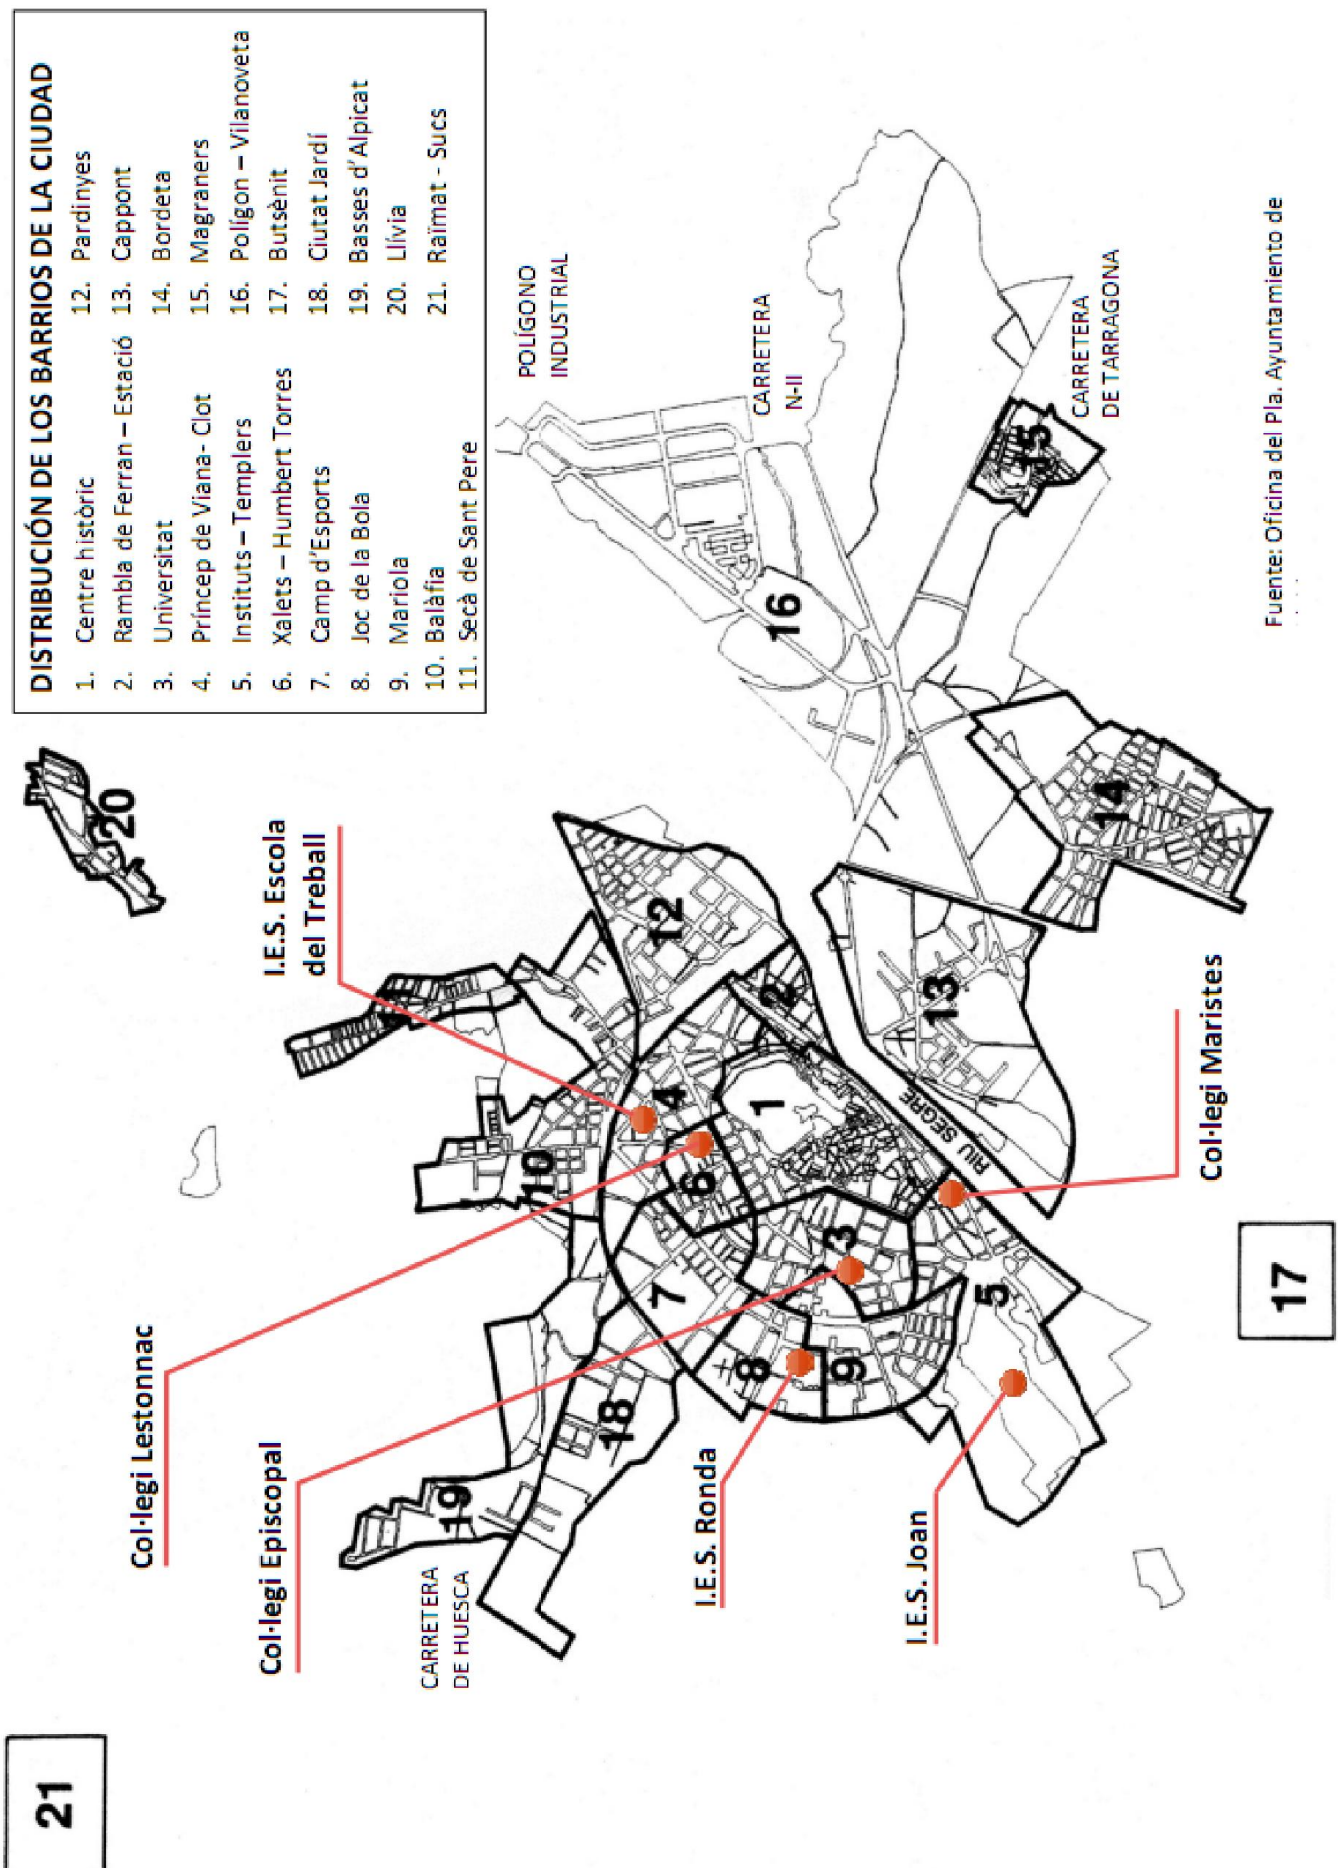 DISTRIBUCIÓN DE LOS BARRIOS DE LA CIUDAD
1. Centre històric
2. Rambla de Ferran – Estació
3. Universitat
4. Príncep de Viana- Clot
5. Instituts – Templers
6. Xalets – Humbert Torres
7. Camp d'Esports
8. Joc de la Bola
9. Mariola
10. Balàfia
11. Secà de Sant Pere
12. Pardinyes
13. Cappont
14. Bordeta
15. Magraners
16. Polígon – Vilanoveta
17. Butsènit
18. Ciutat Jardí
19. Basses d'Alpicat
20. Llívia
21. Raïmat - Sucs
21
20
I.E.S. Escola
del Treball
Col·legi Lestonnac
Col·legi Episcopal
CARRETERA
DE HUESCA
I.E.S. Ronda
I.E.S. Joan
Col·legi Maristes
POLÍGONO
INDUSTRIAL
CARRETERA
N-II
CARRETERA
DE TARRAGONA
RIU SEGRE
19
18
10
11
12
7
6
4
2
1
8
9
3
5
13
16
14
15
17
Fuente: Oficina del Pla. Ayuntamiento de